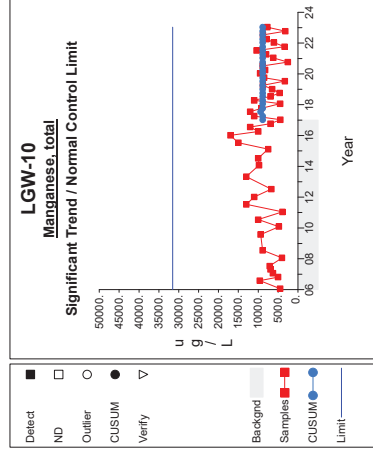 LGW-10
Manganese, total
Significant Trend / Normal Control Limit
50000.
45000.
40000.
35000.
30000.
25000.
20000.
15000.
10000.
5000.
0.
u
g /
L
06 08 10 12 14 16 18 20 22 24
Year
Detect
ND
Outlier
CUSUM
Verify
Backgnd
Samples
CUSUM
Limit